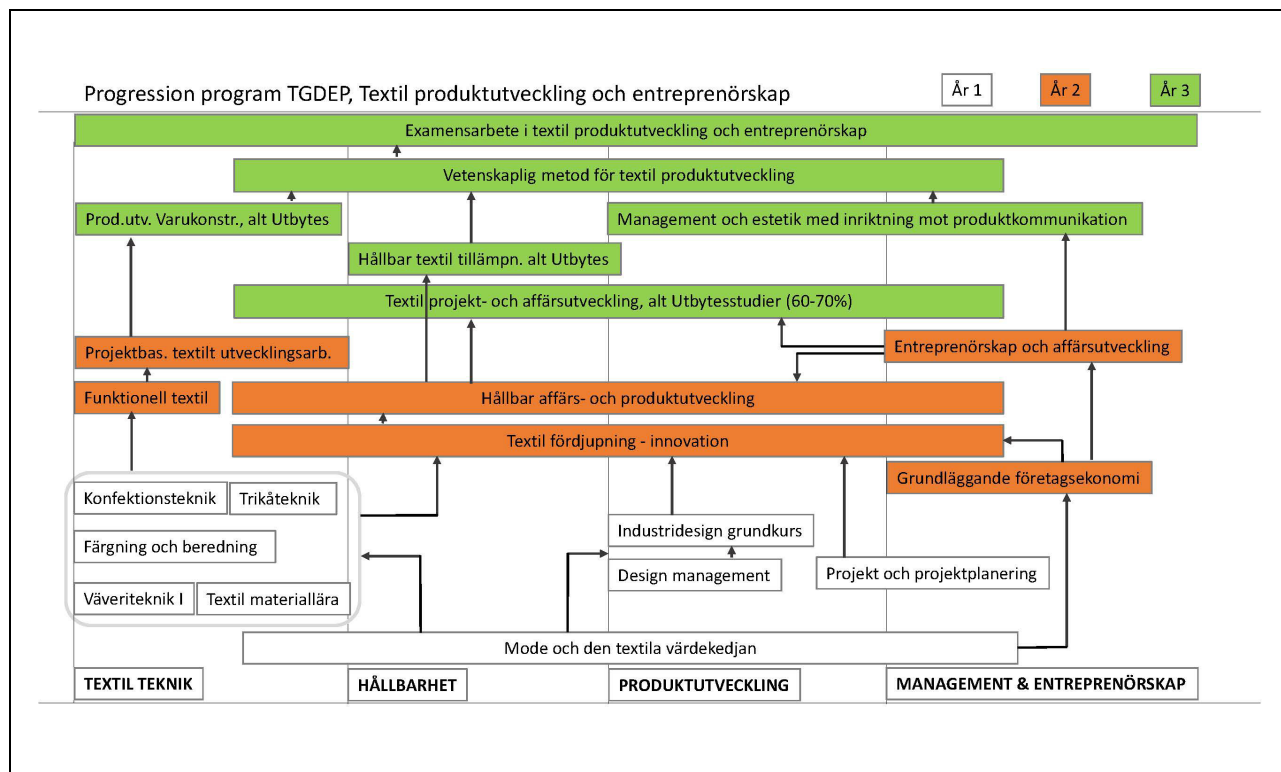 Progression program TGDEP, Textil produktutveckling och entreprenörskap
År 1
År 2
År 3
Examensarbete i textil produktutveckling och entreprenörskap
Vetenskaplig metod för textil produktutveckling
Prod.utv. Varukonstr., alt Utbytes
Management och estetik med inriktning mot produktkommunikation
Hållbar textil tillämpn. alt Utbytes
Textil projekt- och affärsutveckling, alt Utbytesstudier (60-70%)
Projektbas. textilt utvecklingsarb.
Entreprenörskap och affärsutveckling
Funktionell textil
Hållbar affärs- och produktutveckling
Textil fördjupning - innovation
Grundläggande företagsekonomi
Konfektionsteknik
Trikåteknik
Industridesign grundkurs
Färgning och beredning
Design management
Projekt och projektplanering
Väveriteknik I
Textil materiallära
Mode och den textila värdekedjan
TEXTIL TEKNIK
HÅLLBARHET
PRODUKTUTVECKLING
MANAGEMENT & ENTREPRENÖRSKAP